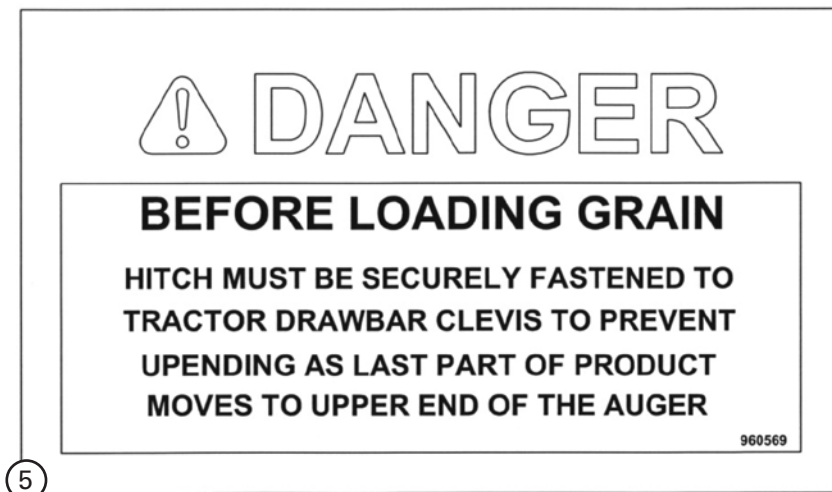 DANGER
BEFORE LOADING GRAIN
HITCH MUST BE SECURELY FASTENED TO
TRACTOR DRAWBAR CLEVIS TO PREVENT
UPENDING AS LAST PART OF PRODUCT
MOVES TO UPPER END OF THE AUGER
960569
5